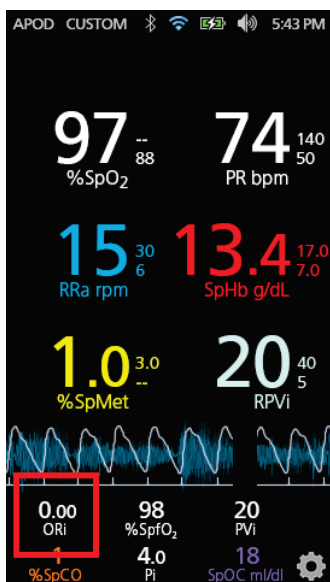 APOD CUSTOM 5:43 PM
97 -- 88 74 140 50
%SpO₂ PR bpm
15 30 6 13.4 17.0 7.0
RRa rpm SpHb g/dL
1.0 3.0 -- 20 40 5
%SpMet RPVi
0.00 98 20
ORi %SpfO₂ PVi
1 4.0 18
%SpCO Pi SpOC ml/dl